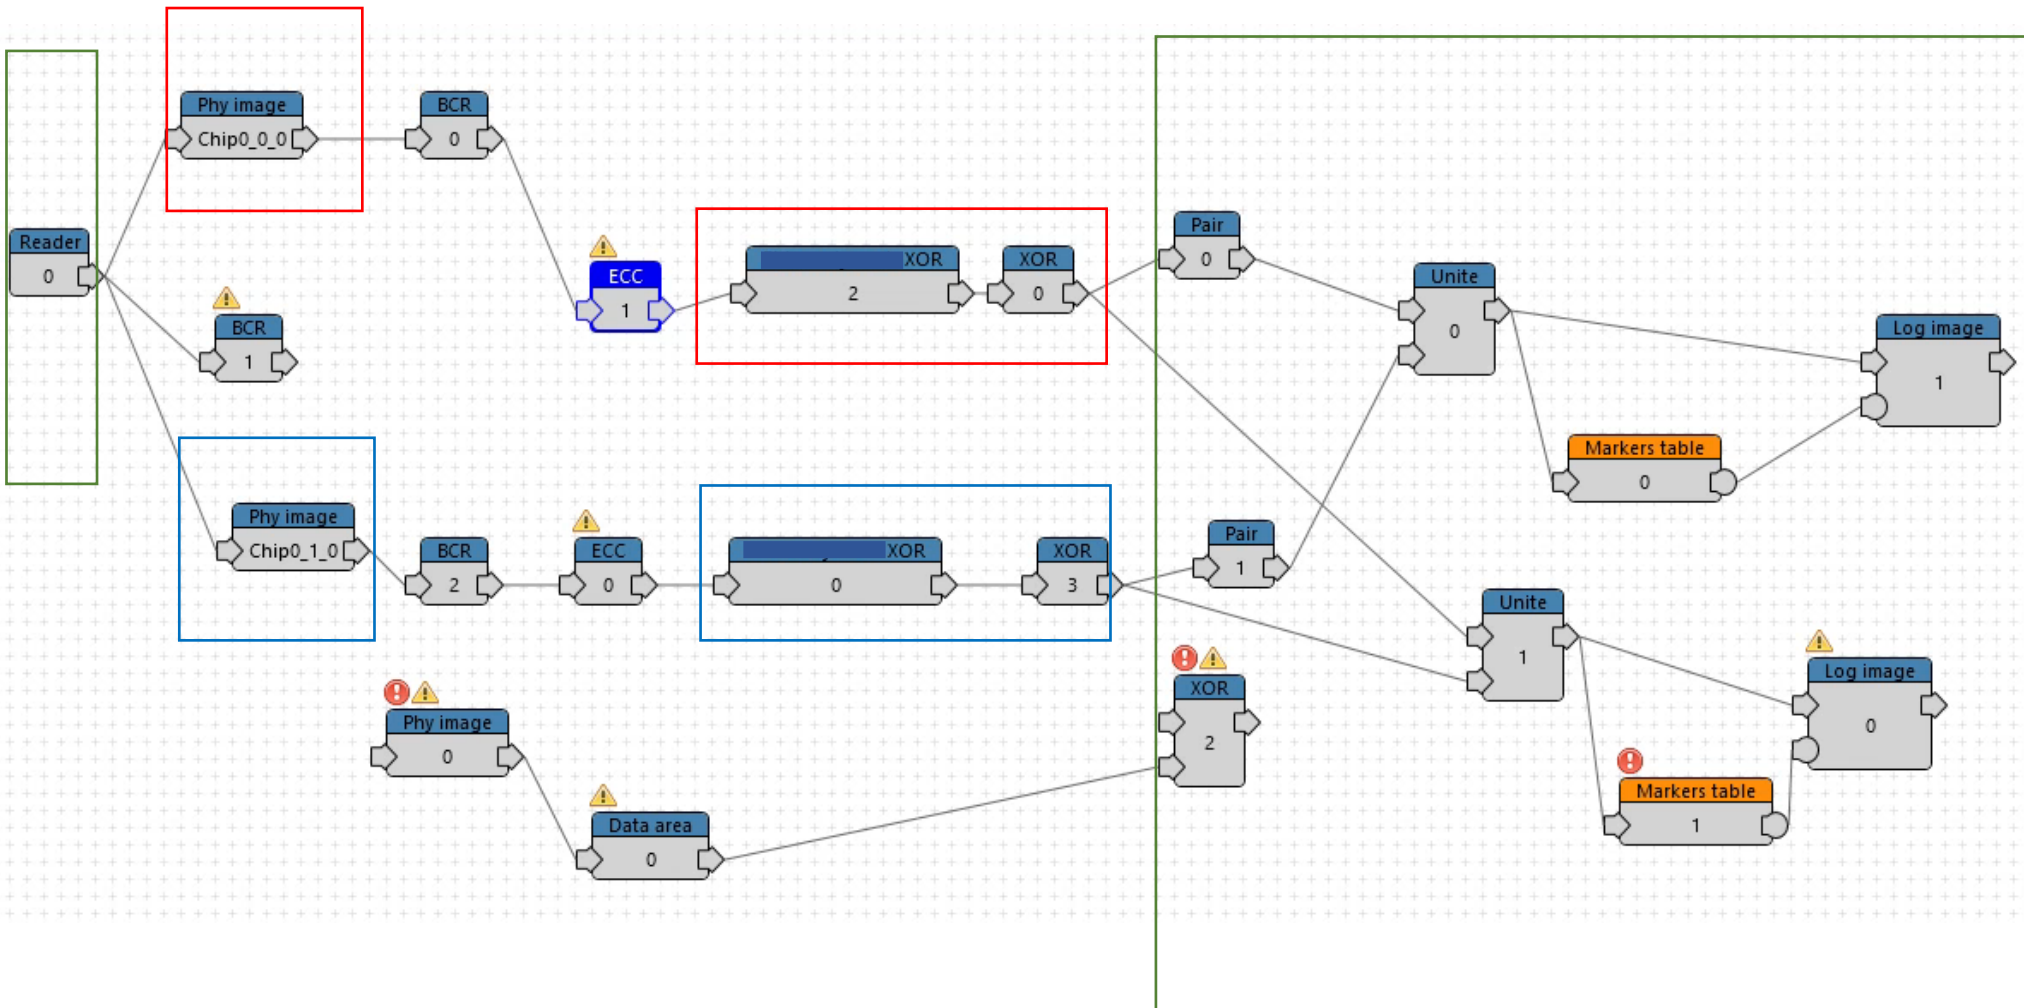 Phy image
Chip0_0_0
BCR
0
Reader
0
BCR
1
ECC
1
XOR
2
XOR
0
Pair
0
Unite
0
Log image
1
Markers table
0
Phy image
Chip0_1_0
BCR
2
ECC
0
XOR
0
XOR
3
Pair
1
Unite
1
Log image
0
XOR
2
Phy image
0
Data area
0
Markers table
1